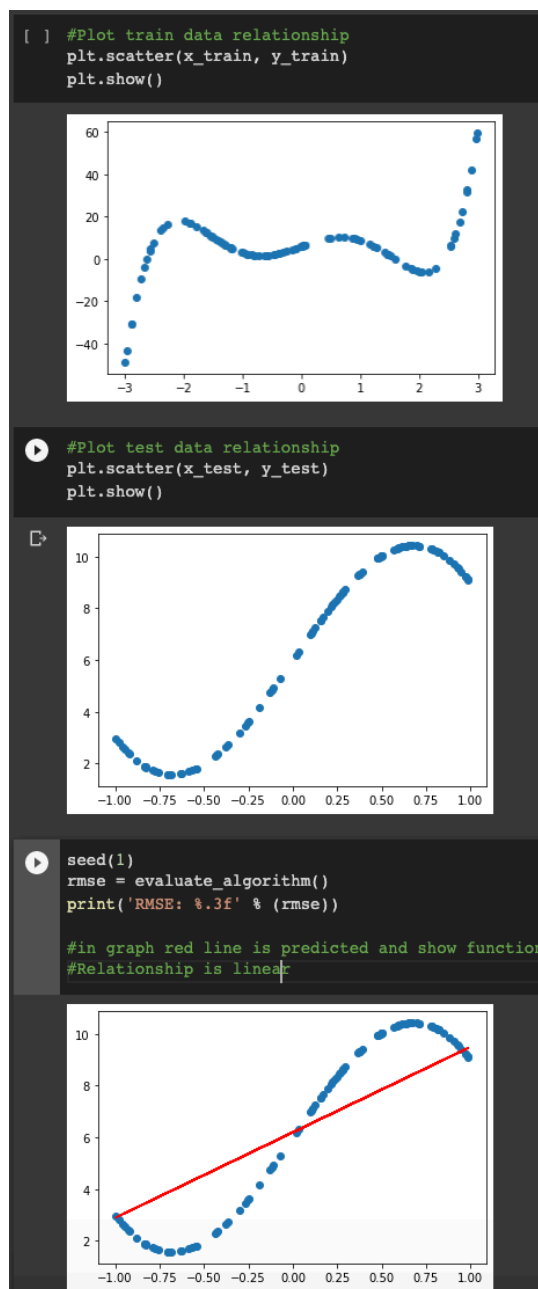 [ ] #Plot train data relationship
plt.scatter(x_train, y_train)
plt.show()
60
40
20
0
−20
−40
−3 −2 −1 0 1 2 3
#Plot test data relationship
plt.scatter(x_test, y_test)
plt.show()
10
8
6
4
2
−1.00 −0.75 −0.50 −0.25 0.00 0.25 0.50 0.75 1.00
seed(1)
rmse = evaluate_algorithm()
print('RMSE: %.3f' % (rmse))
#in graph red line is predicted and show function
#Relationship is linear
10
8
6
4
2
−1.00 −0.75 −0.50 −0.25 0.00 0.25 0.50 0.75 1.00